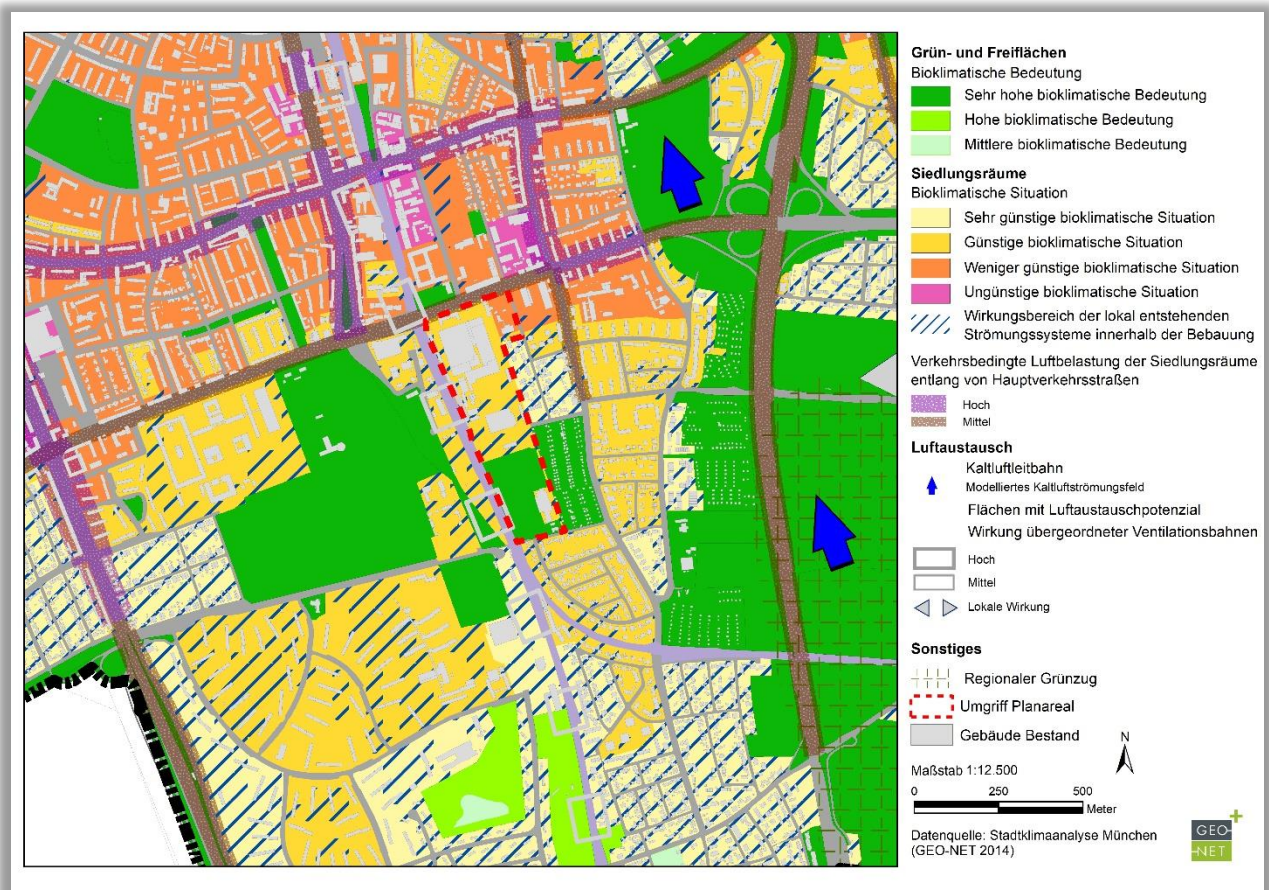 Grün- und Freiflächen
Bioklimatische Bedeutung
Sehr hohe bioklimatische Bedeutung
Hohe bioklimatische Bedeutung
Mittlere bioklimatische Bedeutung
Siedlungsräume
Bioklimatische Situation
Sehr günstige bioklimatische Situation
Günstige bioklimatische Situation
Weniger günstige bioklimatische Situation
Ungünstige bioklimatische Situation
Wirkungsbereich der lokal entstehenden
Strömungssysteme innerhalb der Bebauung
Verkehrsbedingte Luftbelastung der Siedlungsräume
entlang von Hauptverkehrsstraßen
Hoch
Mittel
Luftaustausch
Kaltluftleitbahn
Modelliertes Kaltluftströmungsfeld
Flächen mit Luftaustauschpotenzial
Wirkung übergeordneter Ventilationsbahnen
Hoch
Mittel
Lokale Wirkung
Sonstiges
Regionaler Grünzug
Umgriff Planareal
Gebäude Bestand
N
Maßstab 1:12.500
0 250 500
Meter
Datenquelle: Stadtklimaanalyse München
(GEO-NET 2014)
GEO
-NET